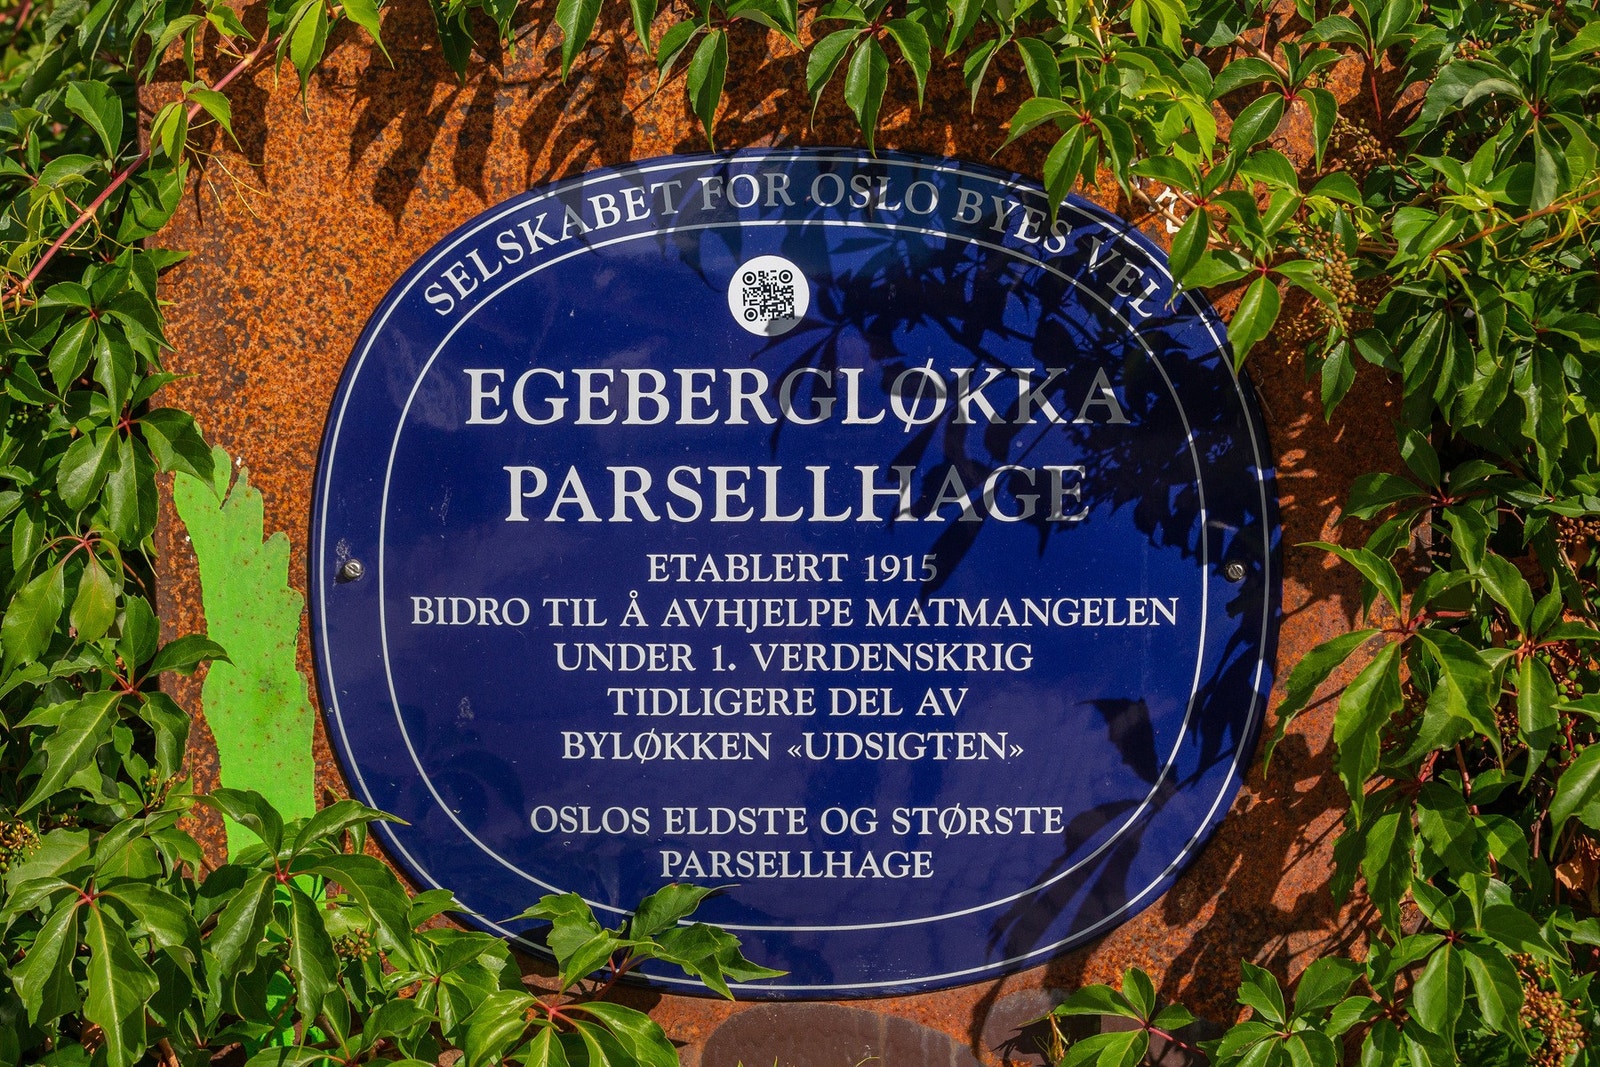 SELSKABET FOR OSLO BYES VEL
EGEBERGLØKKA
PARSELLHAGE
ETABLERT 1915
BIDRO TIL Å AVHJELPE MATMANGELEN
UNDER 1. VERDENSKRIG
TIDLIGERE DEL AV
BYLØKKEN «UDSIGTEN»
OSLOS ELDSTE OG STØRSTE
PARSELLHAGE